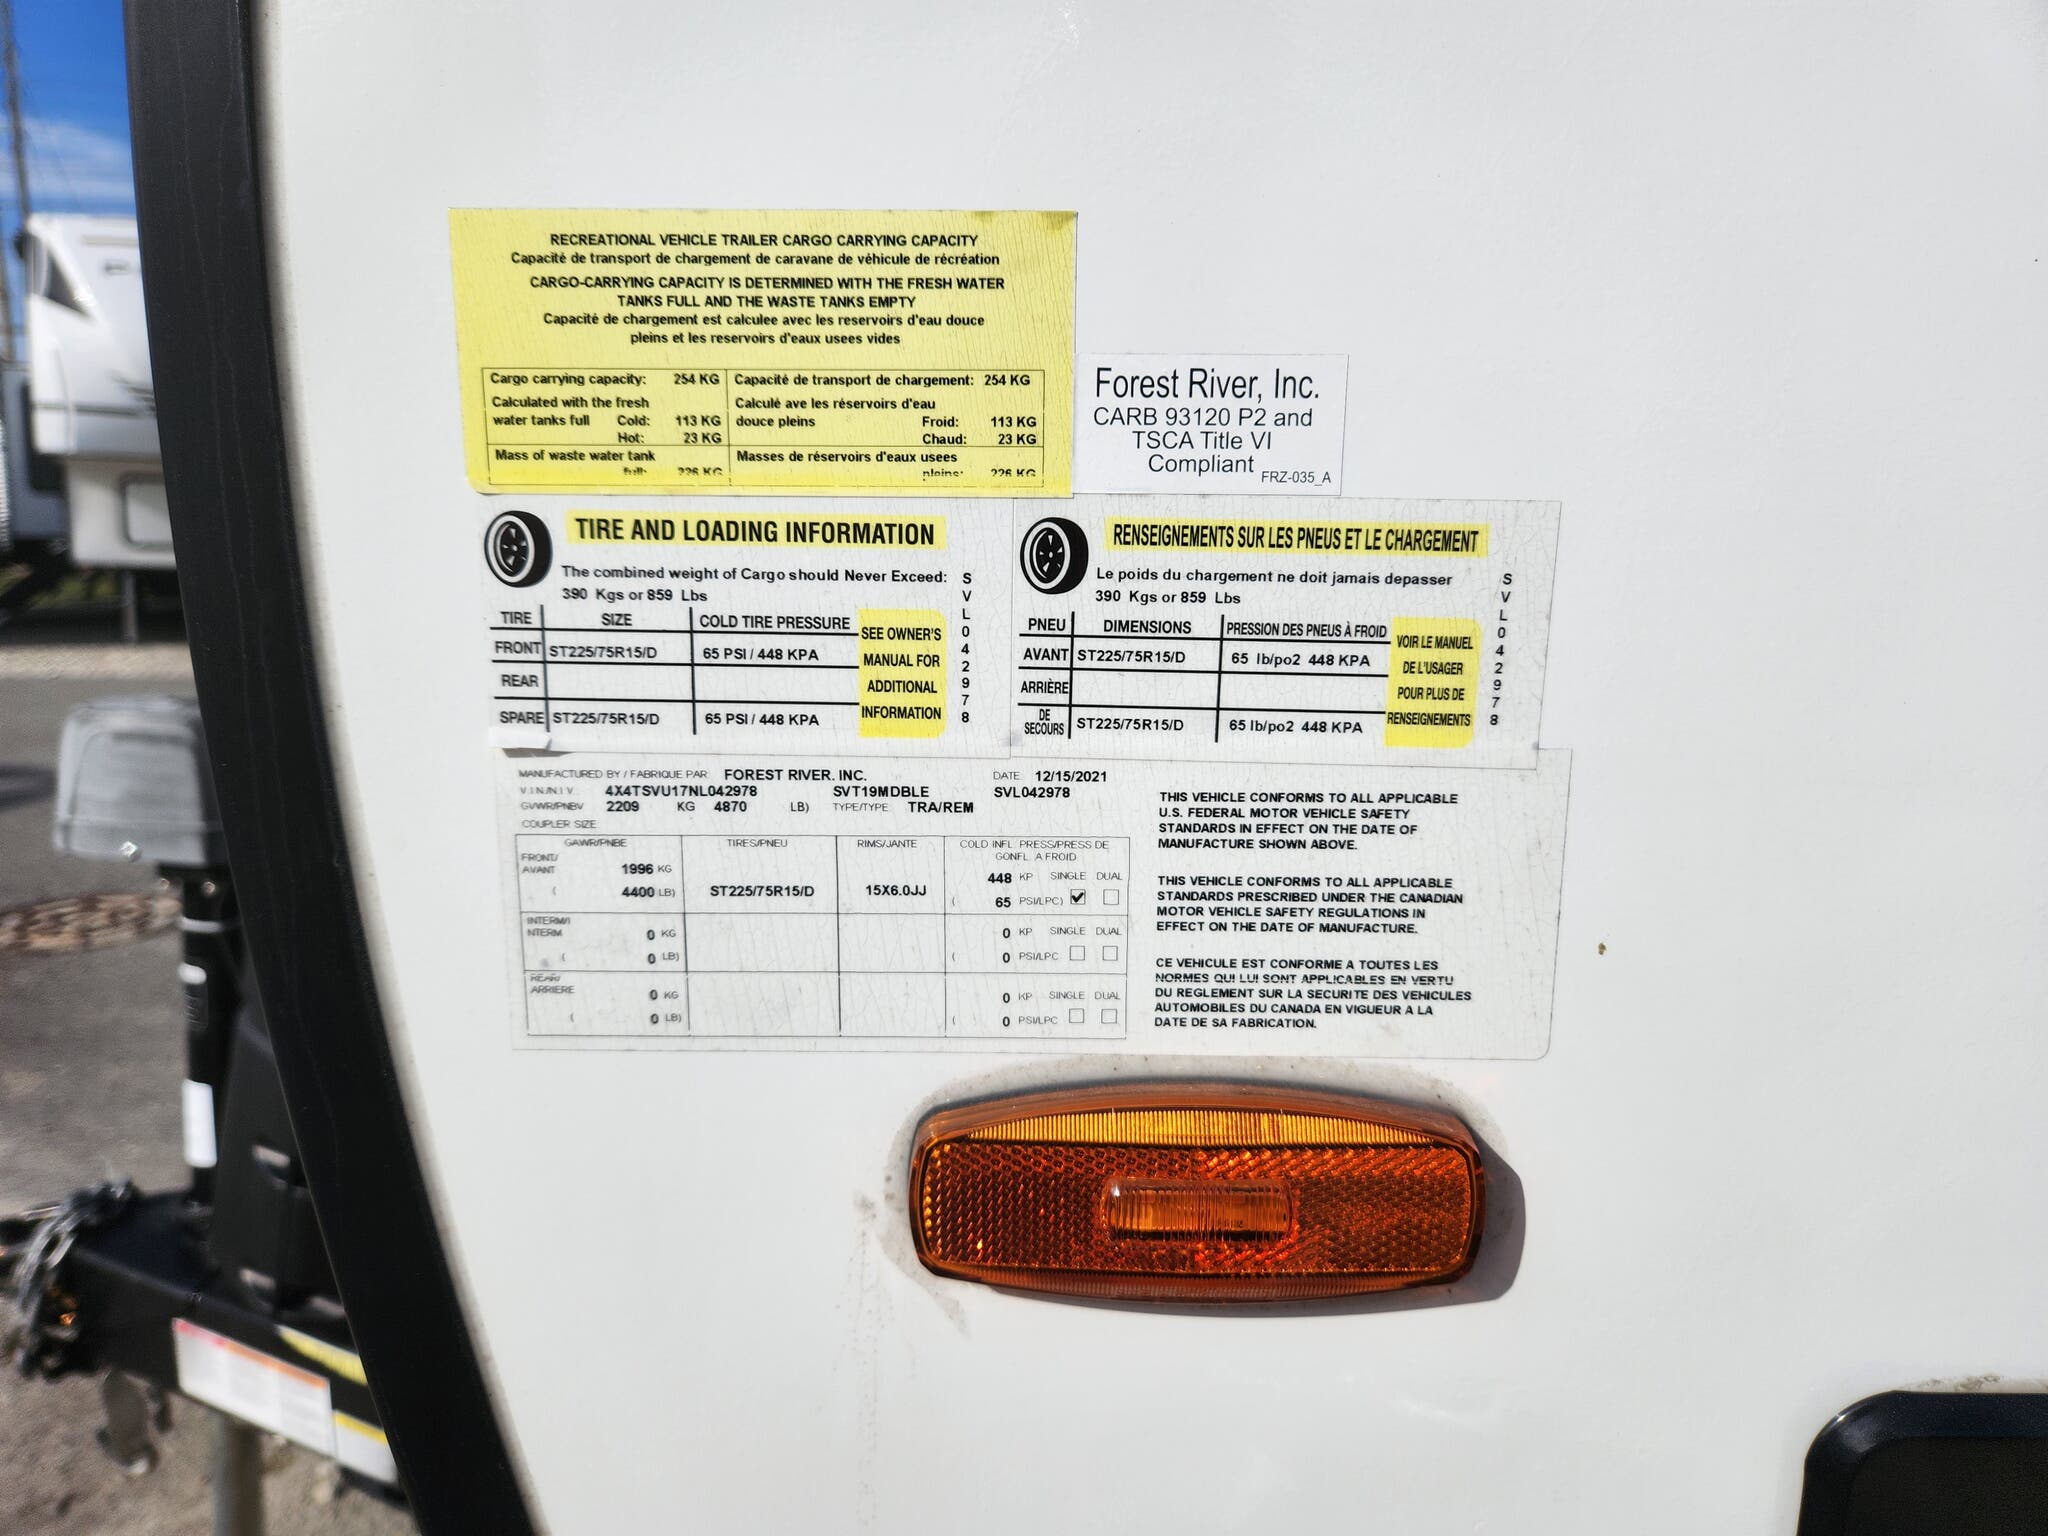 RECREATIONAL VEHICLE TRAILER CARGO CARRYING CAPACITY
Capacité de transport de chargement de caravane de véhicule de récréation
CARGO-CARRYING CAPACITY IS DETERMINED WITH THE FRESH WATER
TANKS FULL AND THE WASTE TANKS EMPTY
Capacité de chargement est calculee avec les reservoirs d'eau douce
pleins et les reservoirs d'eaux usees vides
Cargo carrying capacity: 254 KG
Calculated with the fresh
water tanks full Cold: 113 KG
Hot: 23 KG
Mass of waste water tank
full: 226 KG
Capacité de transport de chargement: 254 KG
Calculé ave les réservoirs d'eau
douce pleins Froid: 113 KG
Chaud: 23 KG
Masses de réservoirs d'eaux usees
pleins: 226 KG
Forest River, Inc.
CARB 93120 P2 and
TSCA Title VI
Compliant
FRZ-035_A
TIRE AND LOADING INFORMATION
The combined weight of Cargo should Never Exceed:
390 Kgs or 859 Lbs
TIRE SIZE COLD TIRE PRESSURE
FRONT ST225/75R15/D 65 PSI / 448 KPA
REAR
SPARE ST225/75R15/D 65 PSI / 448 KPA
SEE OWNER'S
MANUAL FOR
ADDITIONAL
INFORMATION
SVL042978
RENSEIGNEMENTS SUR LES PNEUS ET LE CHARGEMENT
Le poids du chargement ne doit jamais depasser
390 Kgs or 859 Lbs
PNEU DIMENSIONS PRESSION DES PNEUS À FROID
AVANT ST225/75R15/D 65 lb/po2 448 KPA
ARRIÈRE
DE
SECOURS ST225/75R15/D 65 lb/po2 448 KPA
VOIR LE MANUEL
DE L'USAGER
POUR PLUS DE
RENSEIGNEMENTS
SVL042978
MANUFACTURED BY / FABRIQUE PAR: FOREST RIVER, INC. DATE 12/15/2021
V.I.N./N.I.V. 4X4TSVU17NL042978 SVT19MDBLE SVL042978
GVWR/PNBV 2209 KG 4870 LB) TYPE/TYPE: TRA/REM
COUPLER SIZE
GAWR/PNBE TIRES/PNEU RIMS/JANTE COLD INFL. PRESS/PRESS DE
GONFL. A FROID
FRONT/
AVANT 1996 KG 448 KP SINGLE DUAL
( 4400 LB) ST225/75R15/D 15X6.0JJ ( 65 PSI/LPC)
INTERM/I
NTERM 0 KG 0 KP SINGLE DUAL
( 0 LB) ( 0 PSI/LPC
REAR/
ARRIERE 0 KG 0 KP SINGLE DUAL
( 0 LB) ( 0 PSI/LPC
THIS VEHICLE CONFORMS TO ALL APPLICABLE
U.S. FEDERAL MOTOR VEHICLE SAFETY
STANDARDS IN EFFECT ON THE DATE OF
MANUFACTURE SHOWN ABOVE.
THIS VEHICLE CONFORMS TO ALL APPLICABLE
STANDARDS PRESCRIBED UNDER THE CANADIAN
MOTOR VEHICLE SAFETY REGULATIONS IN
EFFECT ON THE DATE OF MANUFACTURE.
CE VEHICULE EST CONFORME A TOUTES LES
NORMES QUI LUI SONT APPLICABLES EN VERTU
DU REGLEMENT SUR LA SECURITE DES VEHICULES
AUTOMOBILES DU CANADA EN VIGUEUR A LA
DATE DE SA FABRICATION.